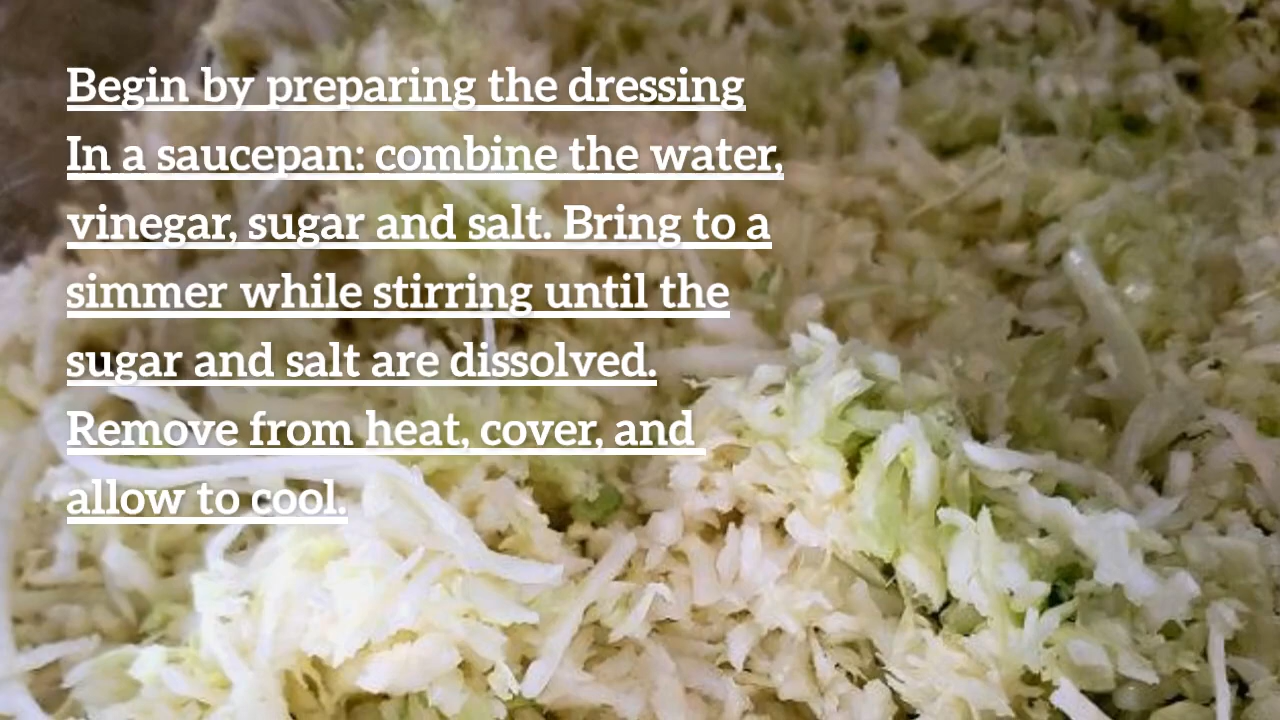 Begin by preparing the dressing
In a saucepan: combine the water,
vinegar, sugar and salt. Bring to a
simmer while stirring until the
sugar and salt are dissolved.
Remove from heat, cover, and
allow to cool.